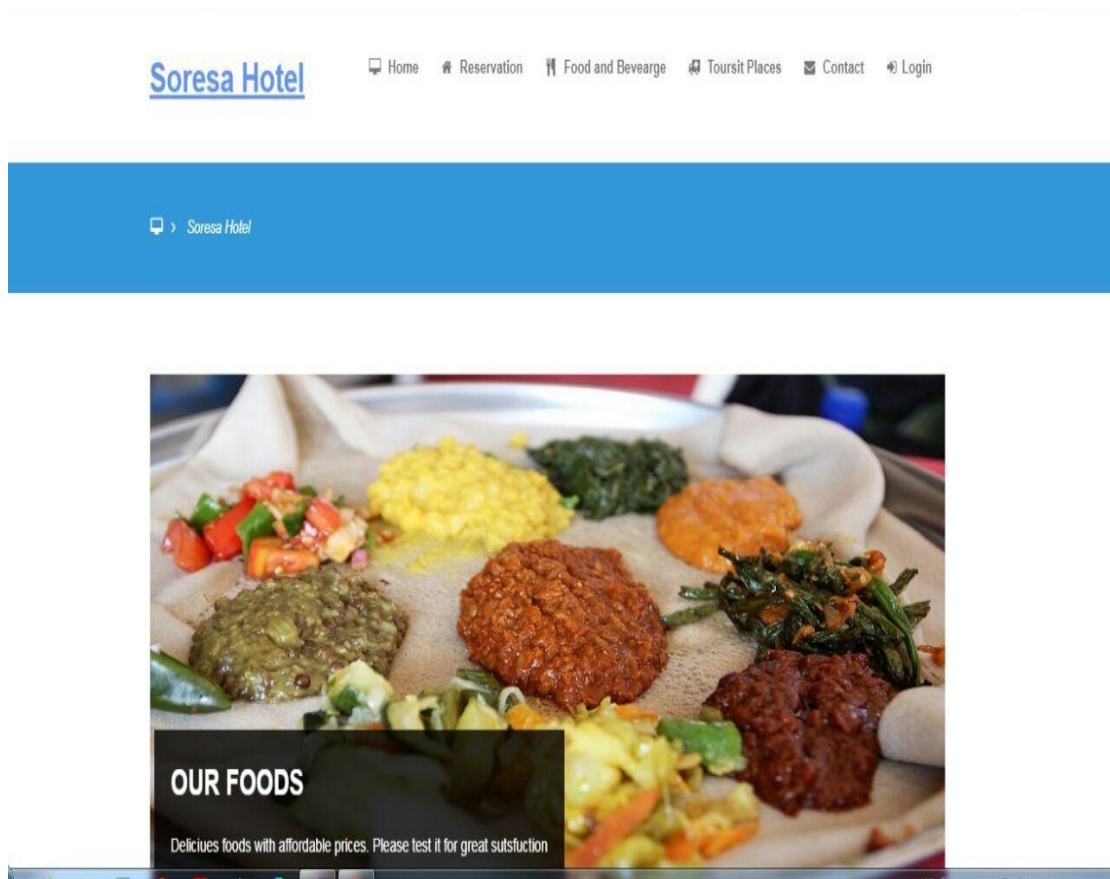 Soresa Hotel
Home Reservation Food and Bevearge Toursit Places Contact Login
› Soresa Hotel
OUR FOODS
Deliciues foods with affordable prices. Please test it for great sutsfuction